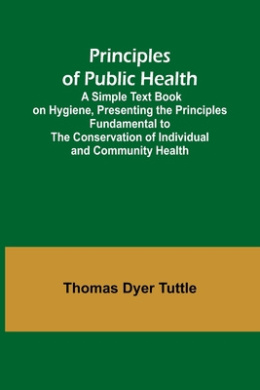 Principles
of Public Health
A Simple Text Book
on Hygiene, Presenting the Principles
Fundamental to
The Conservation of Individual
and Community Health
Thomas Dyer Tuttle